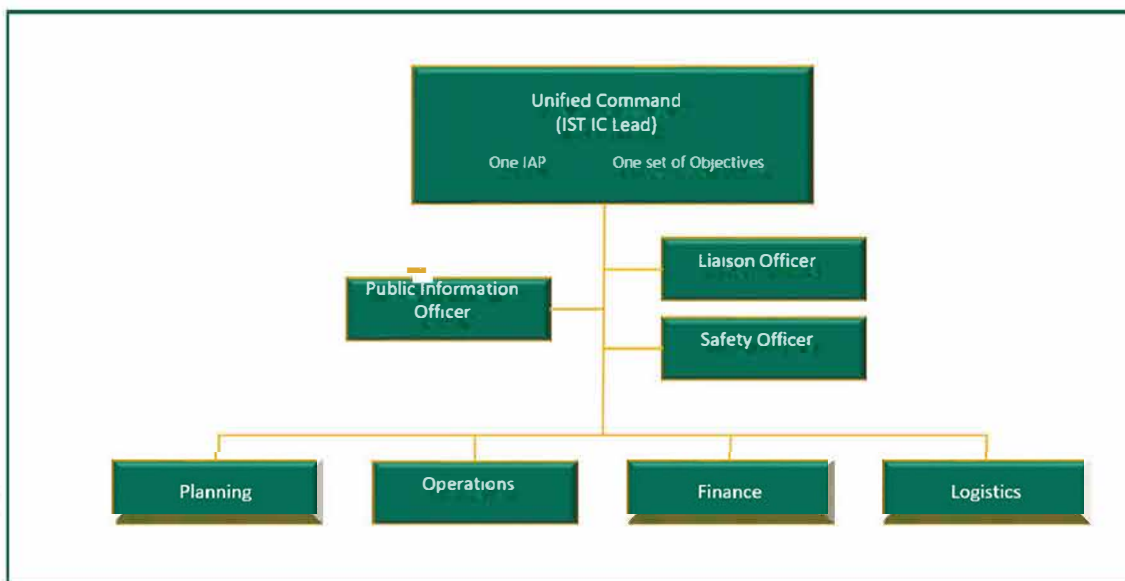 Unified Command
(IST IC Lead)
One IAP One set of Objectives
Liaison Officer
Public Information
Officer
Safety Officer
Planning
Operations
Finance
Logistics